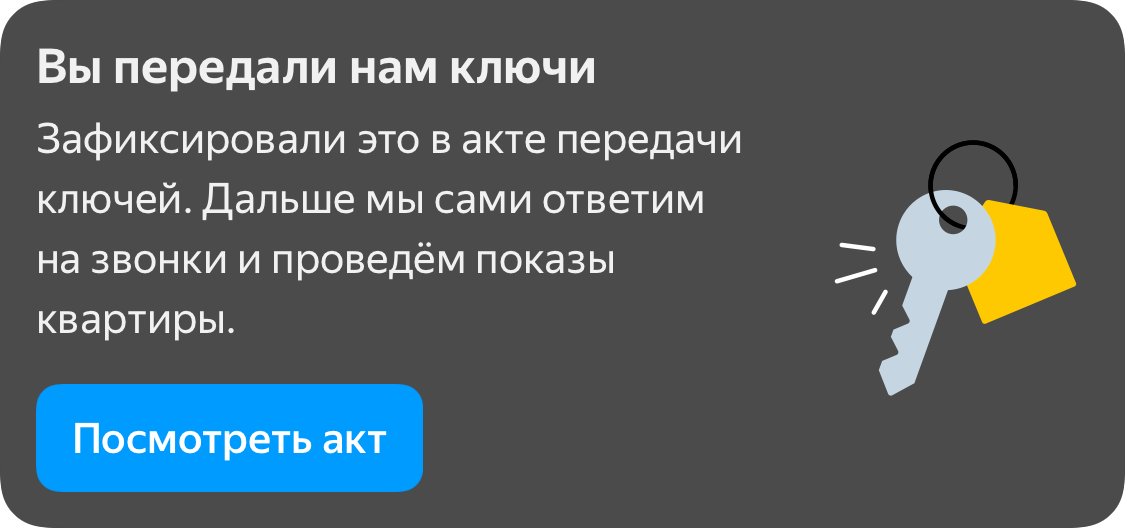 Вы передали нам ключи
Зафиксировали это в акте передачи
ключей. Дальше мы сами ответим
на звонки и проведём показы
квартиры.
Посмотреть акт